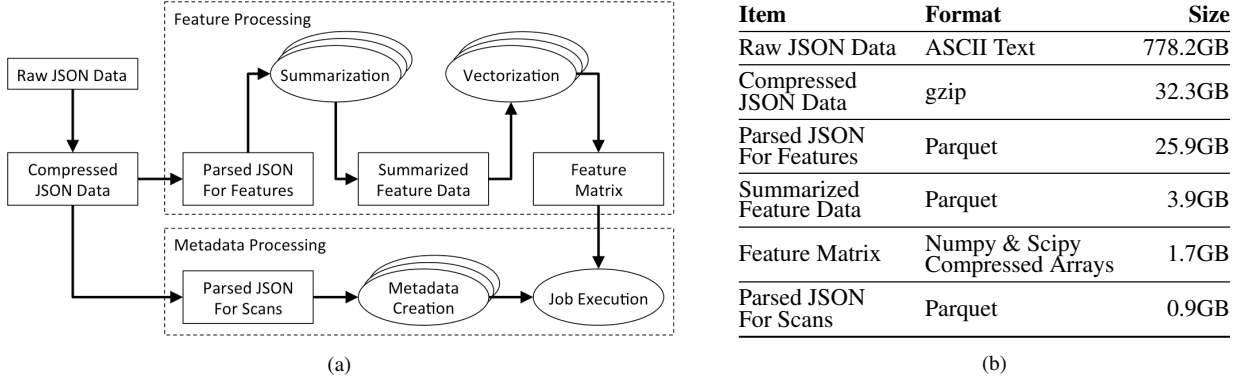 Feature Processing
Raw JSON Data
Summarization
Vectorization
Compressed
JSON Data
Parsed JSON
For Features
Summarized
Feature Data
Feature
Matrix
Metadata Processing
Parsed JSON
For Scans
Metadata
Creation
Job Execution
(a)
Item Format Size
Raw JSON Data ASCII Text 778.2GB
Compressed
JSON Data gzip 32.3GB
Parsed JSON
For Features Parquet 25.9GB
Summarized
Feature Data Parquet 3.9GB
Feature Matrix Numpy & Scipy
Compressed Arrays 1.7GB
Parsed JSON
For Scans Parquet 0.9GB
(b)